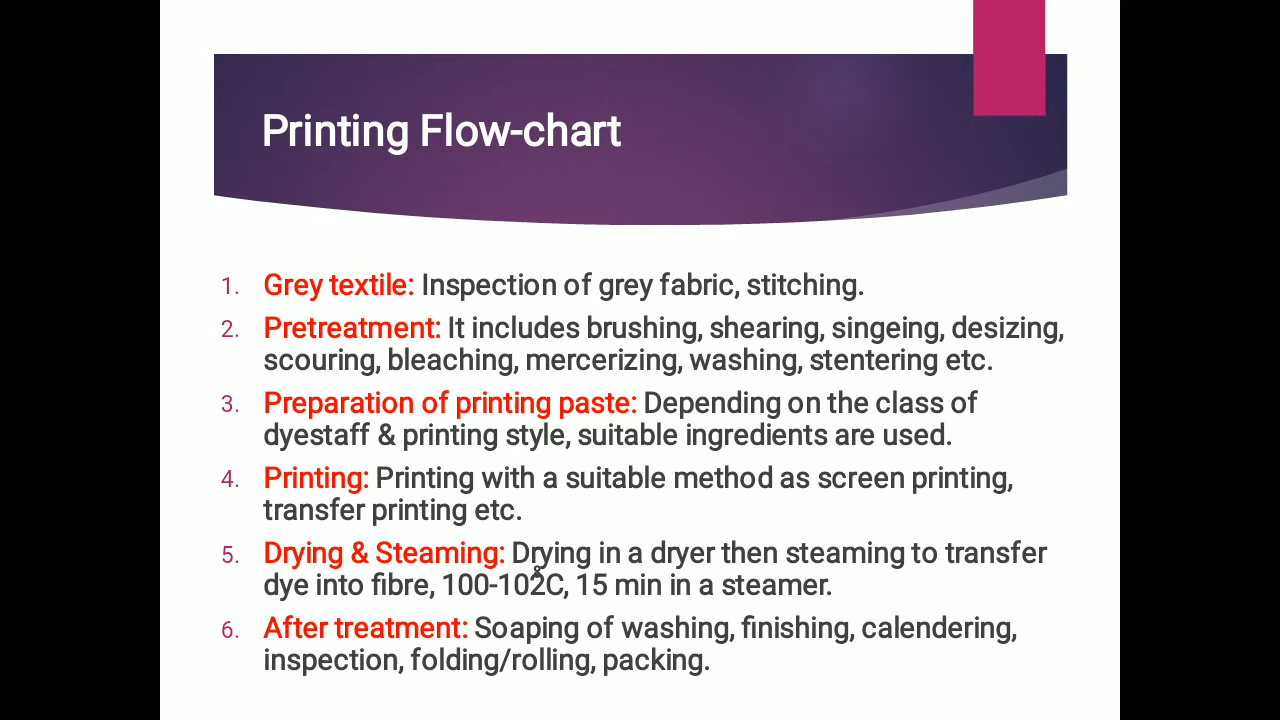 Printing Flow-chart
1. Grey textile: Inspection of grey fabric, stitching.
2. Pretreatment: It includes brushing, shearing, singeing, desizing,
scouring, bleaching, mercerizing, washing, stentering etc.
3. Preparation of printing paste: Depending on the class of
dyestaff & printing style, suitable ingredients are used.
4. Printing: Printing with a suitable method as screen printing,
transfer printing etc.
5. Drying & Steaming: Drying in a dryer then steaming to transfer
dye into fibre, 100-102°C, 15 min in a steamer.
6. After treatment: Soaping of washing, finishing, calendering,
inspection, folding/rolling, packing.